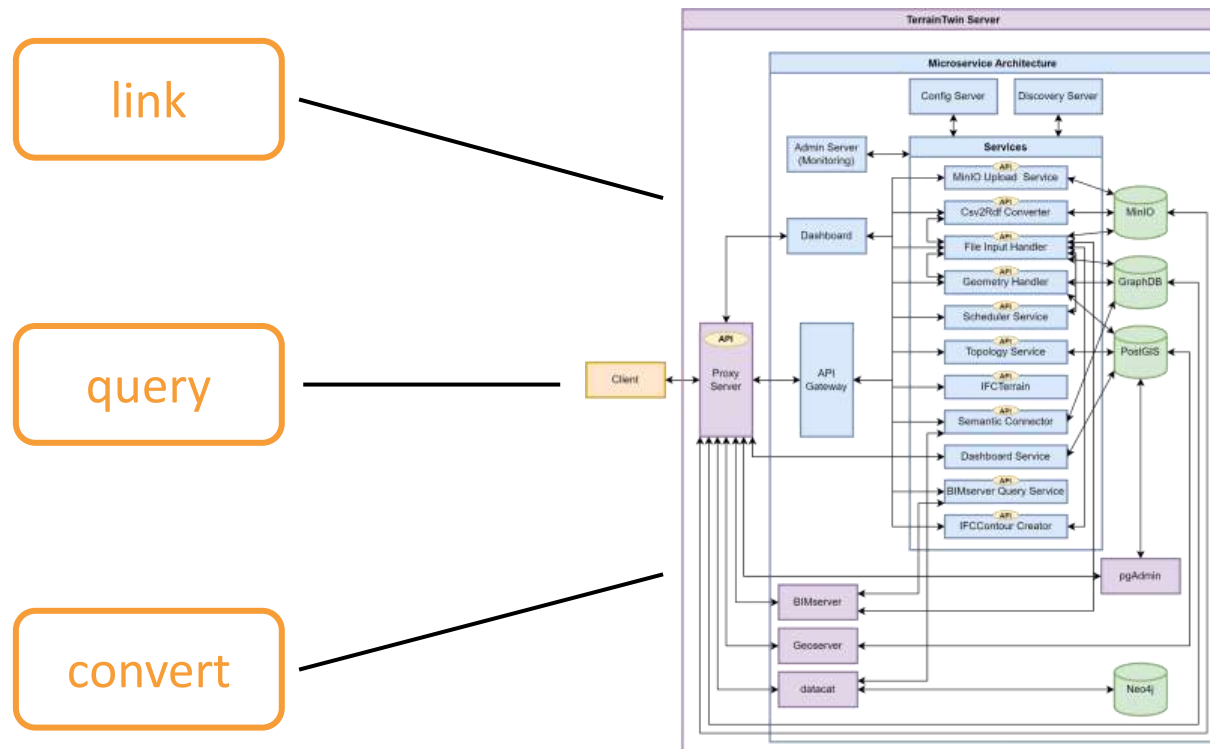 link
query
convert
TerrainTwin Server
Microservice Architecture
Config Server
Discovery Server
Admin Server
(Monitoring)
Services
API
MinIO Upload Service
API
Csv2Rdf Converter
API
File Input Handler
API
Geometry Handler
API
Scheduler Service
API
Topology Service
API
IFCTerrain
API
Semantic Connector
Dashboard Service
API
BIMserver Query Service
API
IFCContour Creator
Dashboard
API
Gateway
API
Proxy
Server
Client
MinIO
GraphDB
PostGIS
pgAdmin
BIMserver
Geoserver
datacat
Neo4j